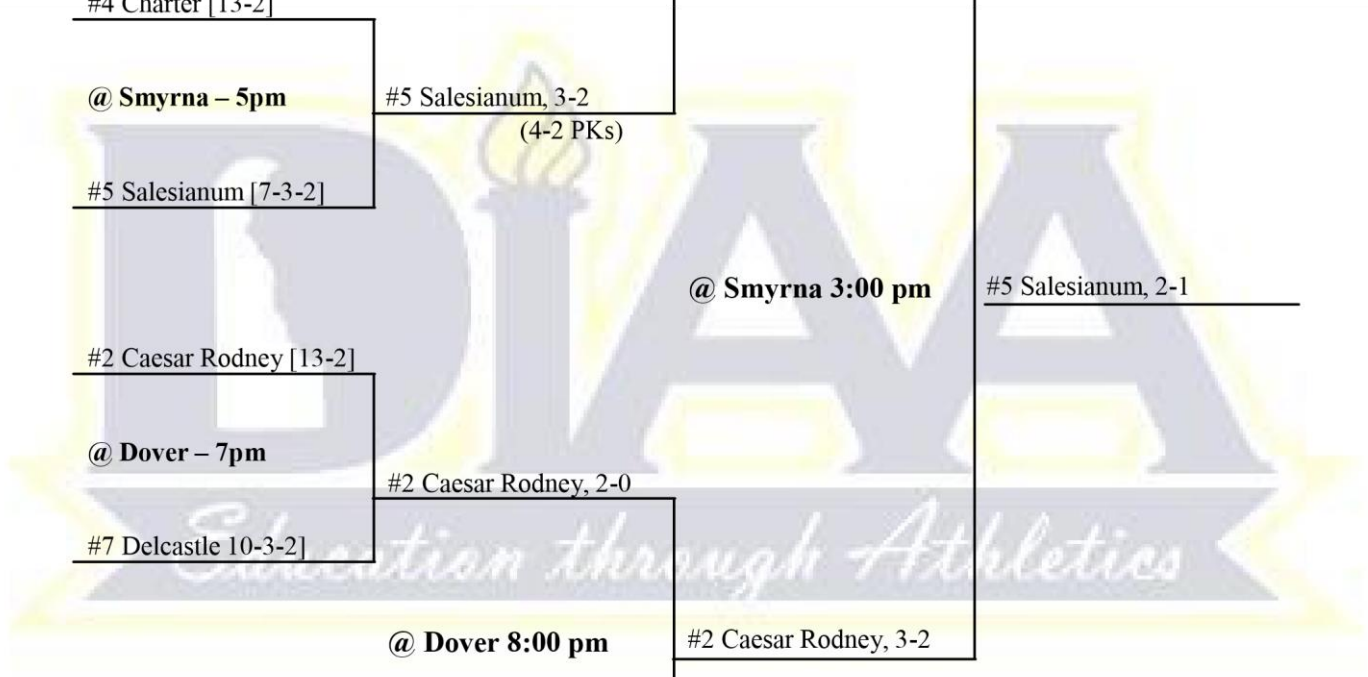 #4 Charter [13-2]
@ Smyrna – 5pm
#5 Salesianum, 3-2
(4-2 PKs)
#5 Salesianum [7-3-2]
@ Smyrna 3:00 pm
#5 Salesianum, 2-1
#2 Caesar Rodney [13-2]
@ Dover – 7pm
#2 Caesar Rodney, 2-0
#7 Delcastle 10-3-2]
@ Dover 8:00 pm
#2 Caesar Rodney, 3-2
DIAA
Education through Athletics